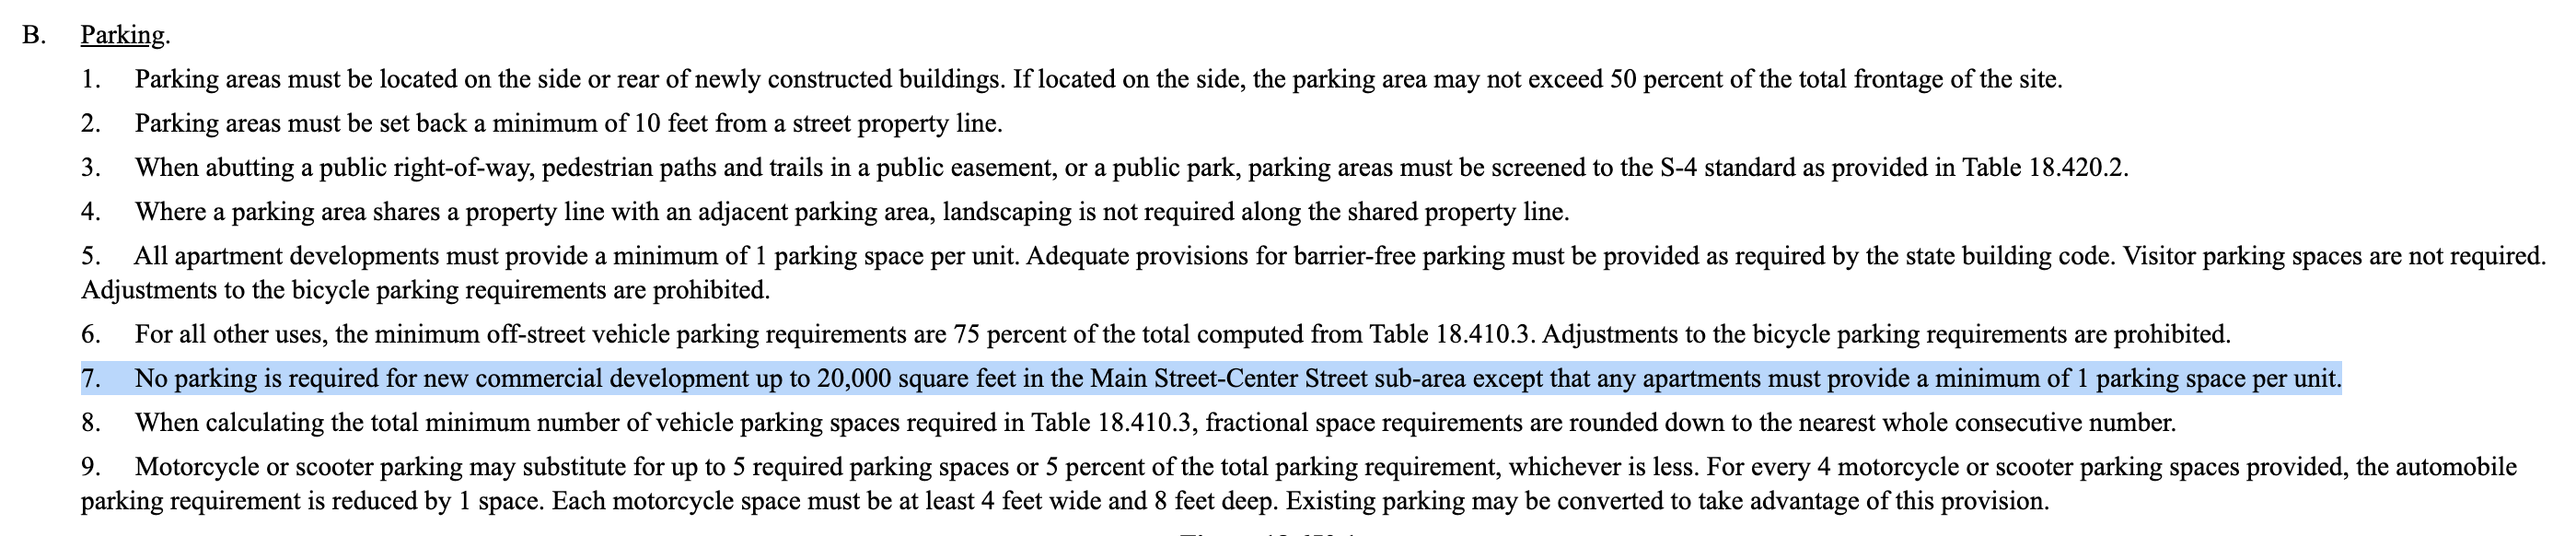 B. Parking.
1. Parking areas must be located on the side or rear of newly constructed buildings. If located on the side, the parking area may not exceed 50 percent of the total frontage of the site.
2. Parking areas must be set back a minimum of 10 feet from a street property line.
3. When abutting a public right-of-way, pedestrian paths and trails in a public easement, or a public park, parking areas must be screened to the S-4 standard as provided in Table 18.420.2.
4. Where a parking area shares a property line with an adjacent parking area, landscaping is not required along the shared property line.
5. All apartment developments must provide a minimum of 1 parking space per unit. Adequate provisions for barrier-free parking must be provided as required by the state building code. Visitor parking spaces are not required.
Adjustments to the bicycle parking requirements are prohibited.
6. For all other uses, the minimum off-street vehicle parking requirements are 75 percent of the total computed from Table 18.410.3. Adjustments to the bicycle parking requirements are prohibited.
7. No parking is required for new commercial development up to 20,000 square feet in the Main Street-Center Street sub-area except that any apartments must provide a minimum of 1 parking space per unit.
8. When calculating the total minimum number of vehicle parking spaces required in Table 18.410.3, fractional space requirements are rounded down to the nearest whole consecutive number.
9. Motorcycle or scooter parking may substitute for up to 5 required parking spaces or 5 percent of the total parking requirement, whichever is less. For every 4 motorcycle or scooter parking spaces provided, the automobile
parking requirement is reduced by 1 space. Each motorcycle space must be at least 4 feet wide and 8 feet deep. Existing parking may be converted to take advantage of this provision.